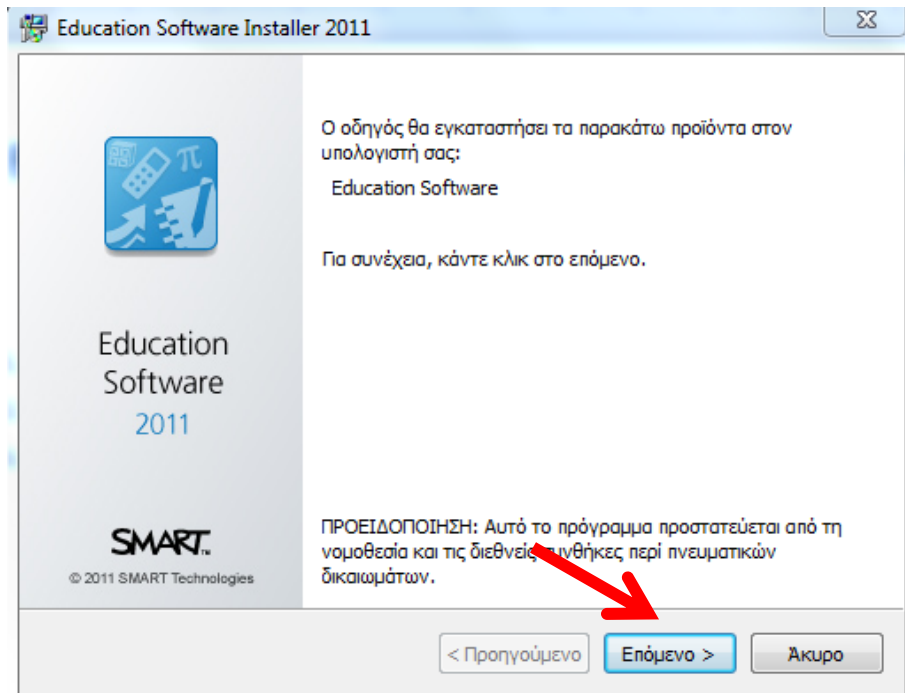 Education Software Installer 2011
Ο οδηγός θα εγκαταστήσει τα παρακάτω προϊόντα στον
υπολογιστή σας:
Education Software
Για συνέχεια, κάντε κλικ στο επόμενο.
Education
Software
2011
SMART™
© 2011 SMART Technologies
ΠΡΟΕΙΔΟΠΟΙΗΣΗ: Αυτό το πρόγραμμα προστατεύεται από τη
νομοθεσία και τις διεθνείς συνθήκες περί πνευματικών
δικαιωμάτων.
< Προηγούμενο
Επόμενο >
Άκυρο